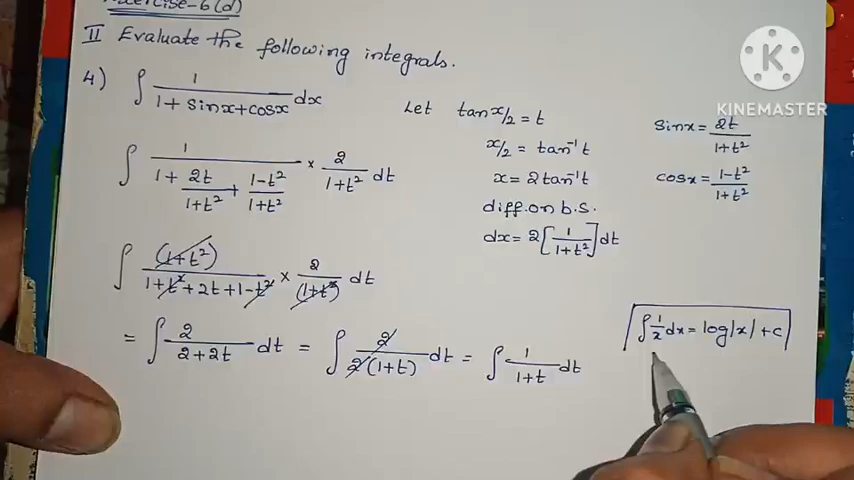 Exercise-6(d)
II Evaluate the following integrals.
4) ∫ 1/(1+sinx+cosx) dx
∫ 1/(1 + 2t/(1+t²) + (1-t²)/(1+t²)) × 2/(1+t²) dt
∫ (1+t²)/(1+t²+2t+1-t²) × 2/(1+t²) dt
= ∫ 2/(2+2t) dt = ∫ 2/(2(1+t)) dt = ∫ 1/(1+t) dt
Let tan x/2 = t
x/2 = tan⁻¹t
x = 2tan⁻¹t
diff.on b.s.
dx = 2[1/(1+t²)]dt
sinx = 2t/(1+t²)
cosx = (1-t²)/(1+t²)
∫ 1/x dx = log|x| + c
KINEMASTER